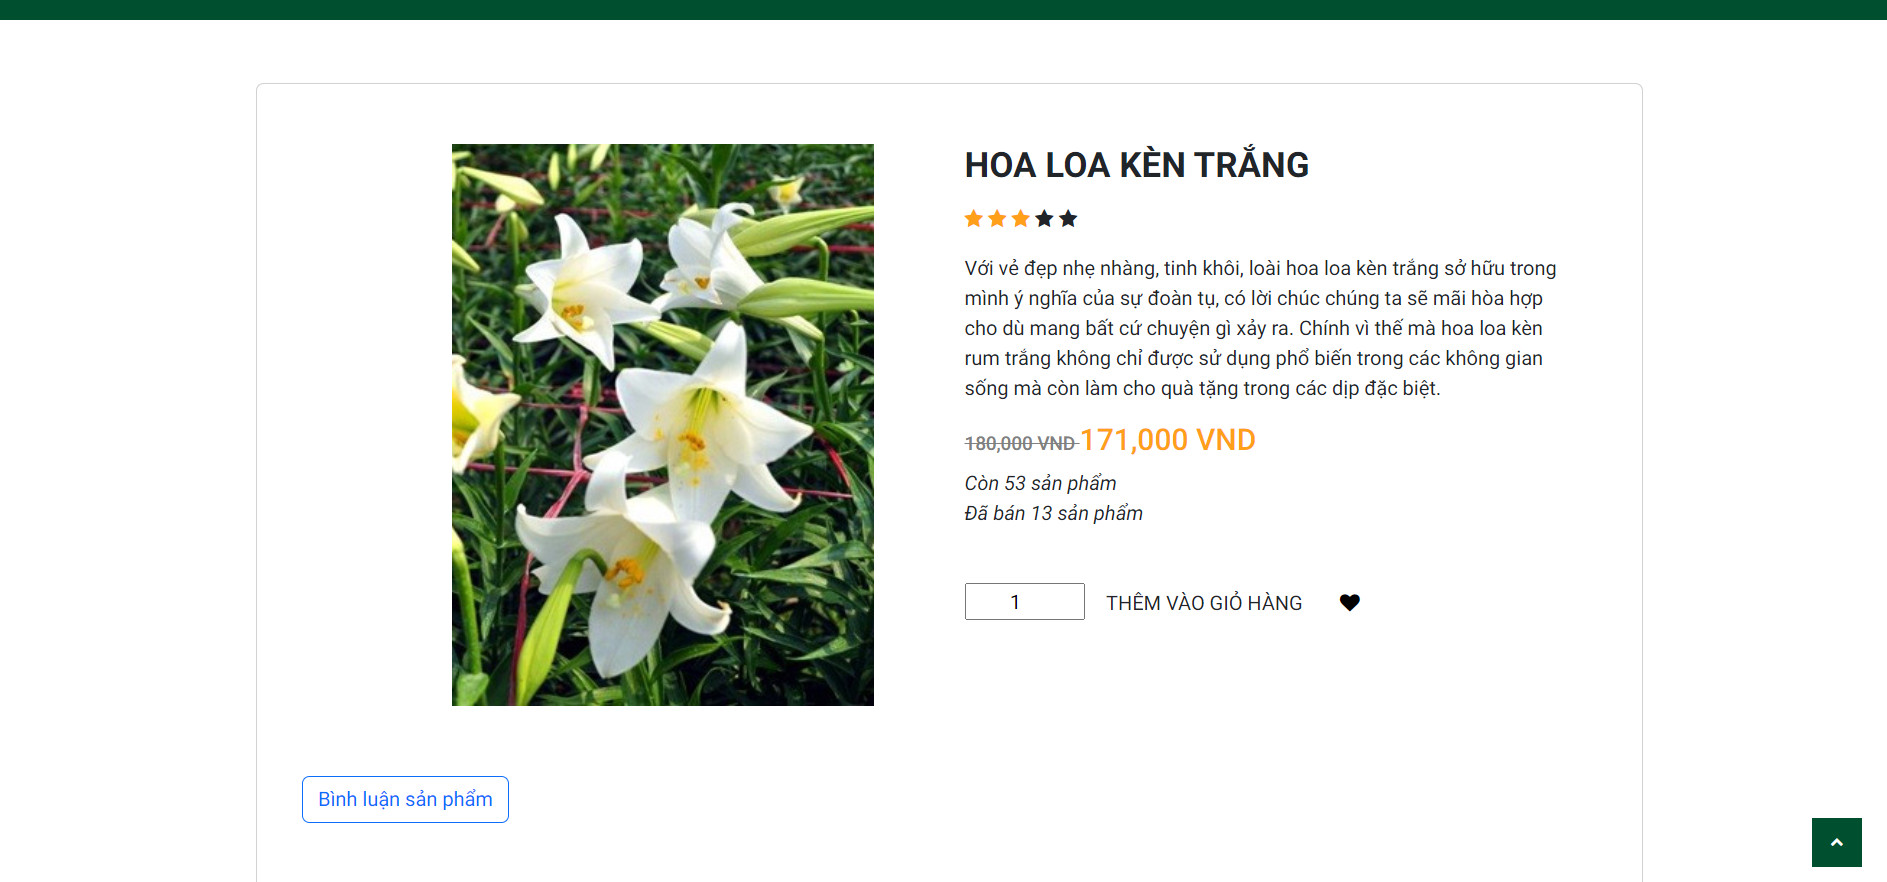 HOA LOA KÈN TRẮNG
Với vẻ đẹp nhẹ nhàng, tinh khôi, loài hoa loa kèn trắng sở hữu trong
mình ý nghĩa của sự đoàn tụ, có lời chúc chúng ta sẽ mãi hòa hợp
cho dù mang bất cứ chuyện gì xảy ra. Chính vì thế mà hoa loa kèn
rum trắng không chỉ được sử dụng phổ biến trong các không gian
sống mà còn làm cho quà tặng trong các dịp đặc biệt.
180,000 VND 171,000 VND
Còn 53 sản phẩm
Đã bán 13 sản phẩm
1 THÊM VÀO GIỎ HÀNG
Bình luận sản phẩm